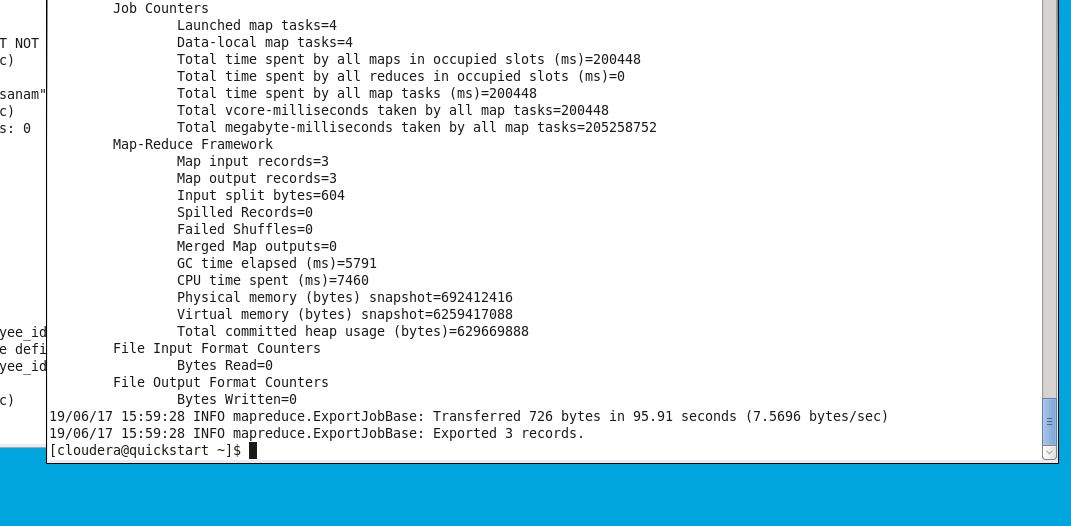 Job Counters
Launched map tasks=4
Data-local map tasks=4
Total time spent by all maps in occupied slots (ms)=200448
Total time spent by all reduces in occupied slots (ms)=0
Total time spent by all map tasks (ms)=200448
Total vcore-milliseconds taken by all map tasks=200448
Total megabyte-milliseconds taken by all map tasks=205258752
Map-Reduce Framework
Map input records=3
Map output records=3
Input split bytes=604
Spilled Records=0
Failed Shuffles=0
Merged Map outputs=0
GC time elapsed (ms)=5791
CPU time spent (ms)=7460
Physical memory (bytes) snapshot=692412416
Virtual memory (bytes) snapshot=6259417088
Total committed heap usage (bytes)=629669888
File Input Format Counters
Bytes Read=0
File Output Format Counters
Bytes Written=0
19/06/17 15:59:28 INFO mapreduce.ExportJobBase: Transferred 726 bytes in 95.91 seconds (7.5696 bytes/sec)
19/06/17 15:59:28 INFO mapreduce.ExportJobBase: Exported 3 records.
[cloudera@quickstart ~]$
T NOT
c)
sanam"
c)
s: 0
yee_id
e defi
yee_id
c)